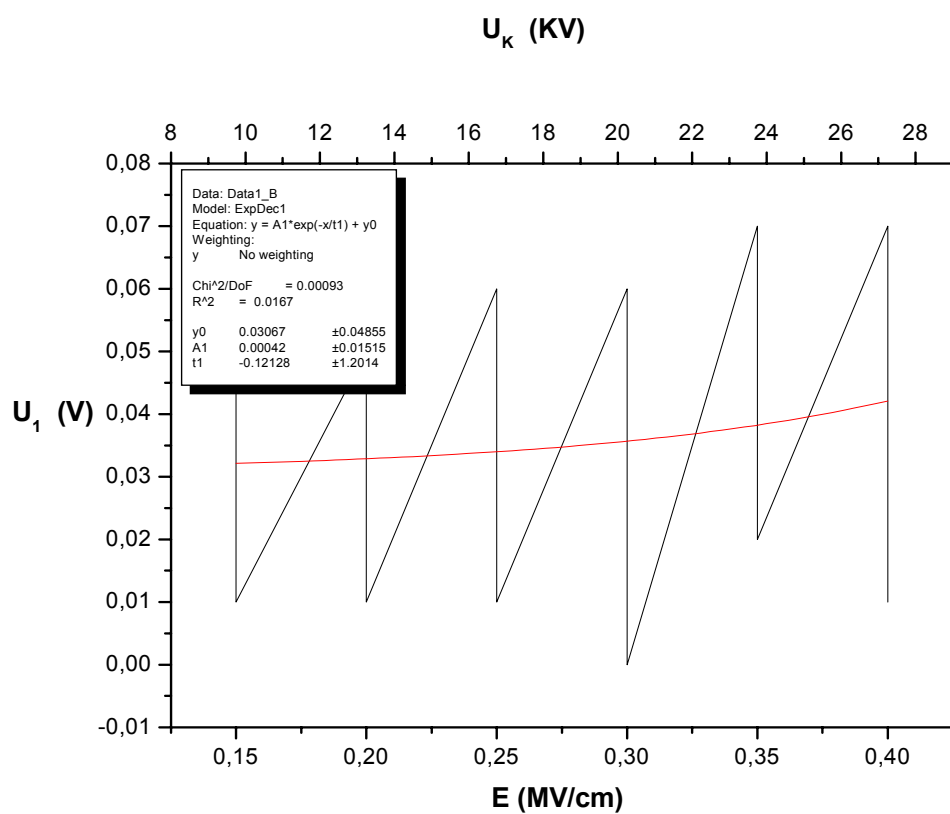 U_K (KV)
8 10 12 14 16 18 20 22 24 26 28
0,08
0,07
0,06
0,05
0,04
0,03
0,02
0,01
0,00
-0,01
U_1 (V)
Data: Data1_B
Model: ExpDec1
Equation: y = A1*exp(-x/t1) + y0
Weighting:
y No weighting
Chi^2/DoF = 0.00093
R^2 = 0.0167
y0 0.03067 ±0.04855
A1 0.00042 ±0.01515
t1 -0.12128 ±1.2014
0,15 0,20 0,25 0,30 0,35 0,40
E (MV/cm)